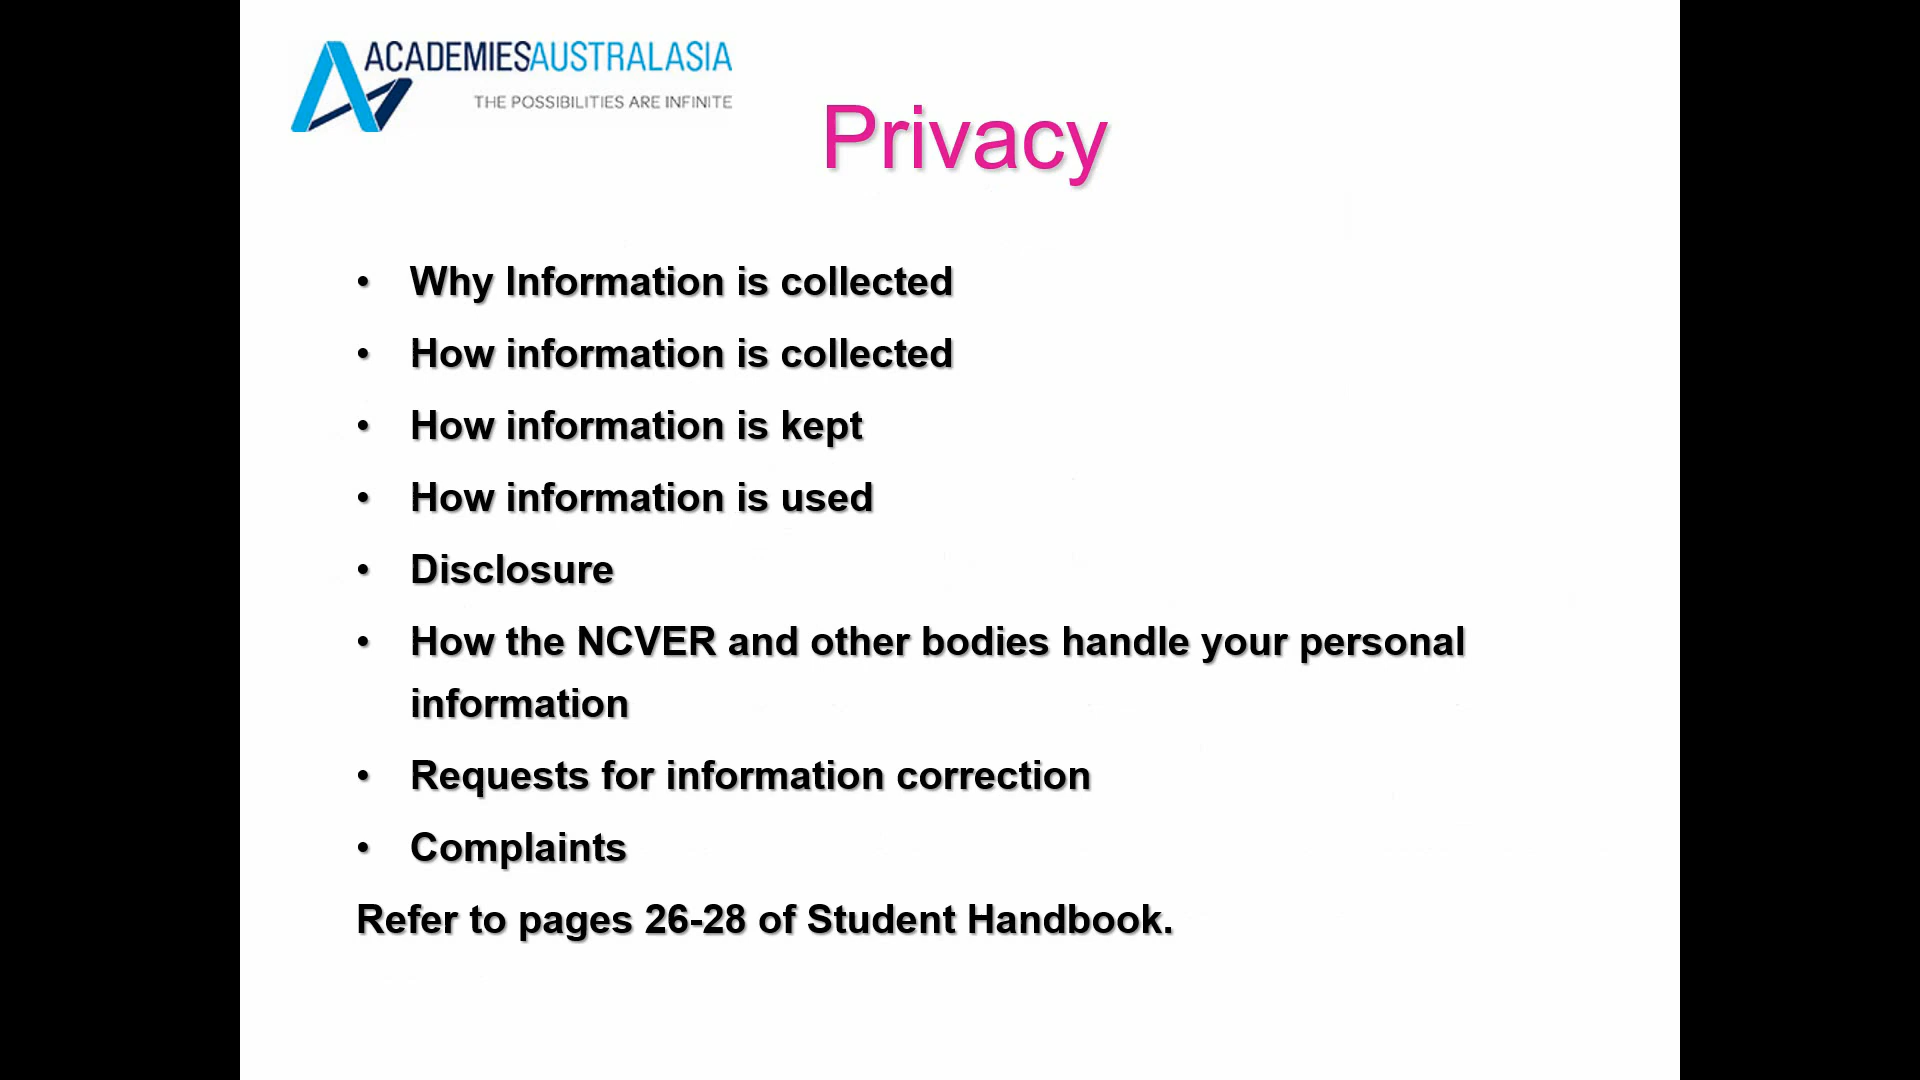 ACADEMIESAUSTRALASIA
THE POSSIBILITIES ARE INFINITE
Privacy
• Why Information is collected
• How information is collected
• How information is kept
• How information is used
• Disclosure
• How the NCVER and other bodies handle your personal
information
• Requests for information correction
• Complaints
Refer to pages 26-28 of Student Handbook.